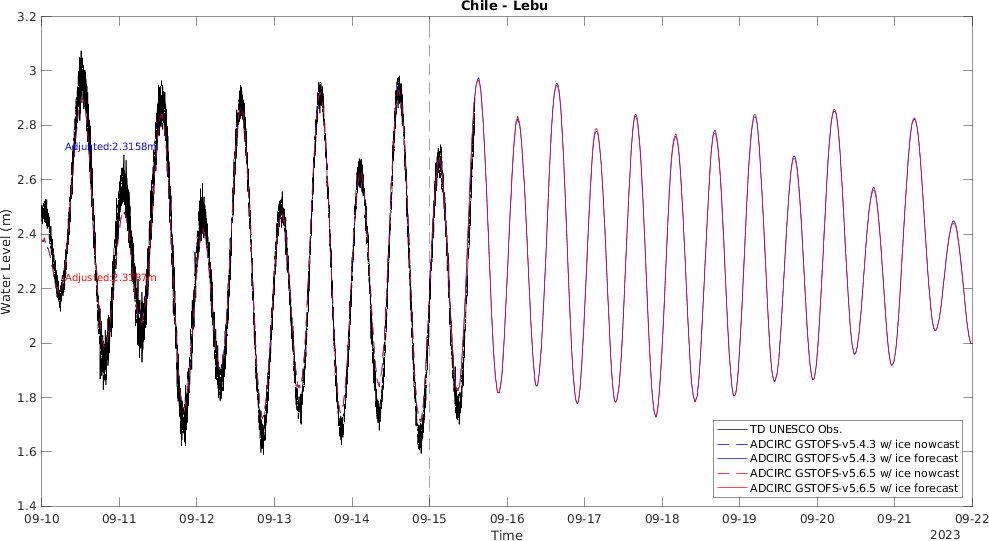 Chile - Lebu
3.2
3
2.8
2.6
2.4
2.2
2
1.8
1.6
1.4
Water Level (m)
Adjusted:2.3158m
Adjusted:2.3187m
TD UNESCO Obs.
ADCIRC GSTOFS-v5.4.3 w/ ice nowcast
ADCIRC GSTOFS-v5.4.3 w/ ice forecast
ADCIRC GSTOFS-v5.6.5 w/ ice nowcast
ADCIRC GSTOFS-v5.6.5 w/ ice forecast
09-10 09-11 09-12 09-13 09-14 09-15 09-16 09-17 09-18 09-19 09-20 09-21 09-22
Time
2023